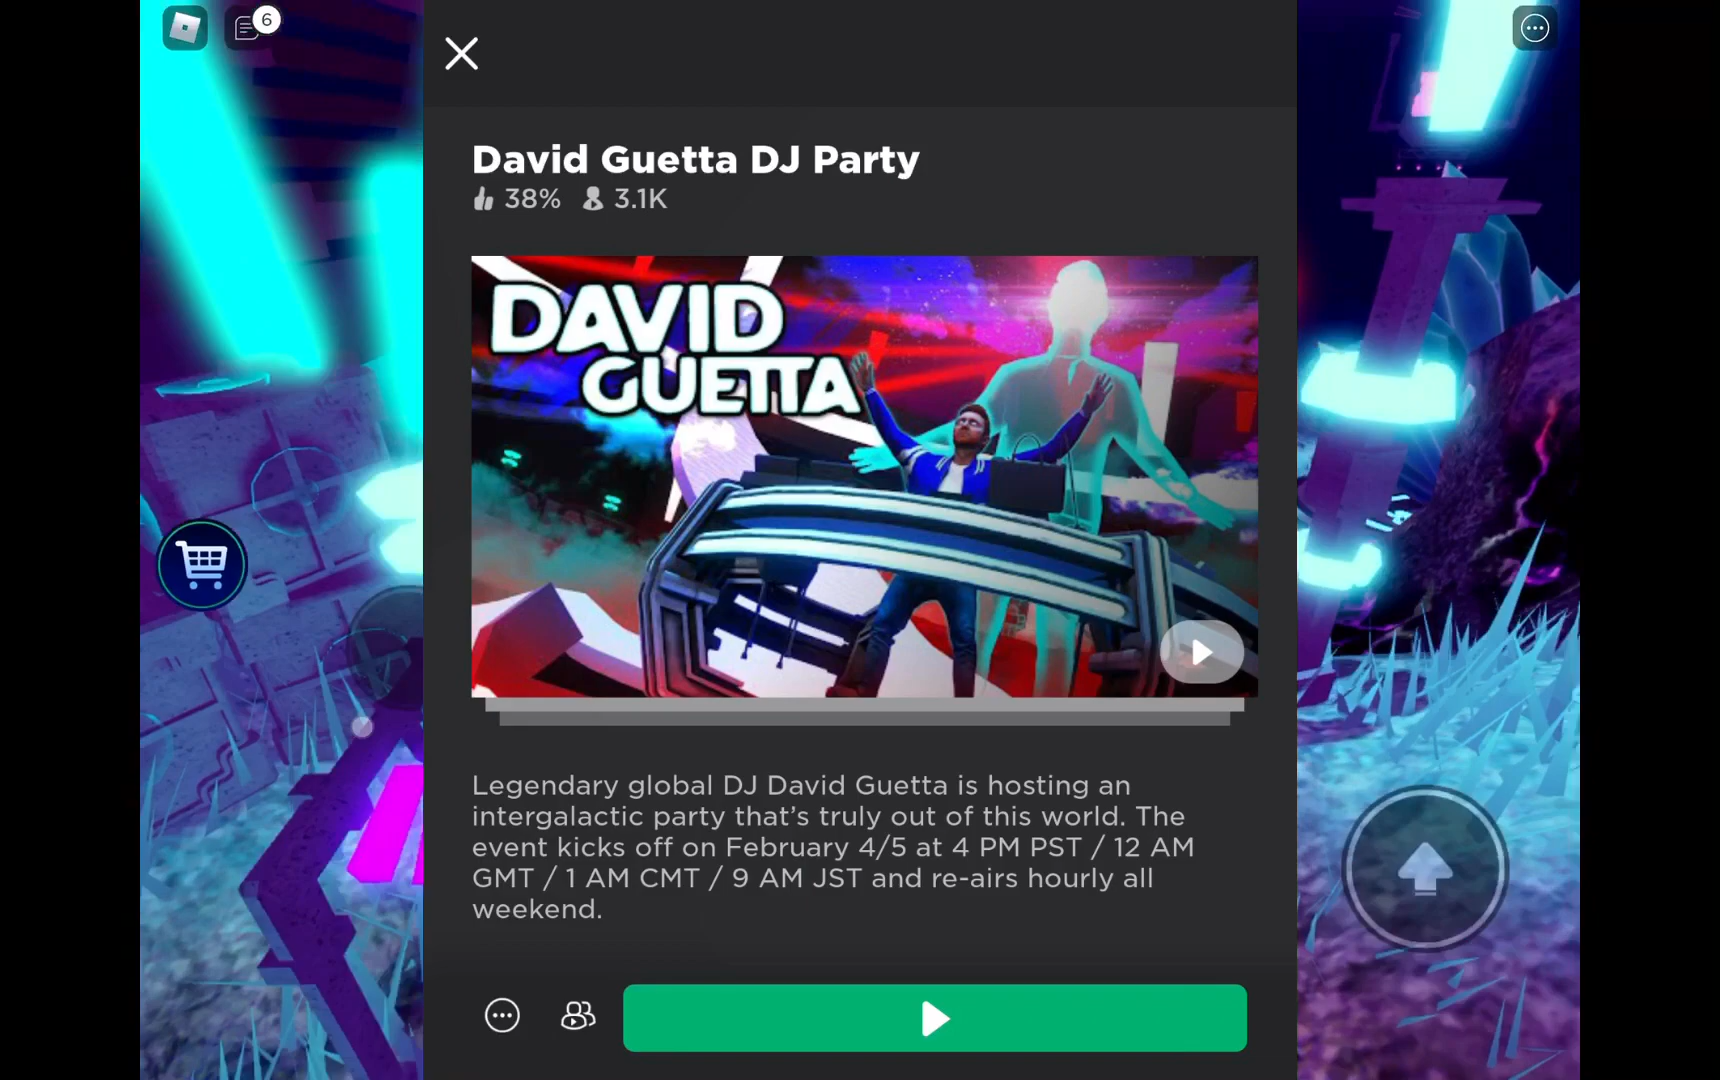 6
David Guetta DJ Party
38% 3.1K
DAVID
GUETTA
Legendary global DJ David Guetta is hosting an
intergalactic party that's truly out of this world. The
event kicks off on February 4/5 at 4 PM PST / 12 AM
GMT / 1 AM CMT / 9 AM JST and re-airs hourly all
weekend.